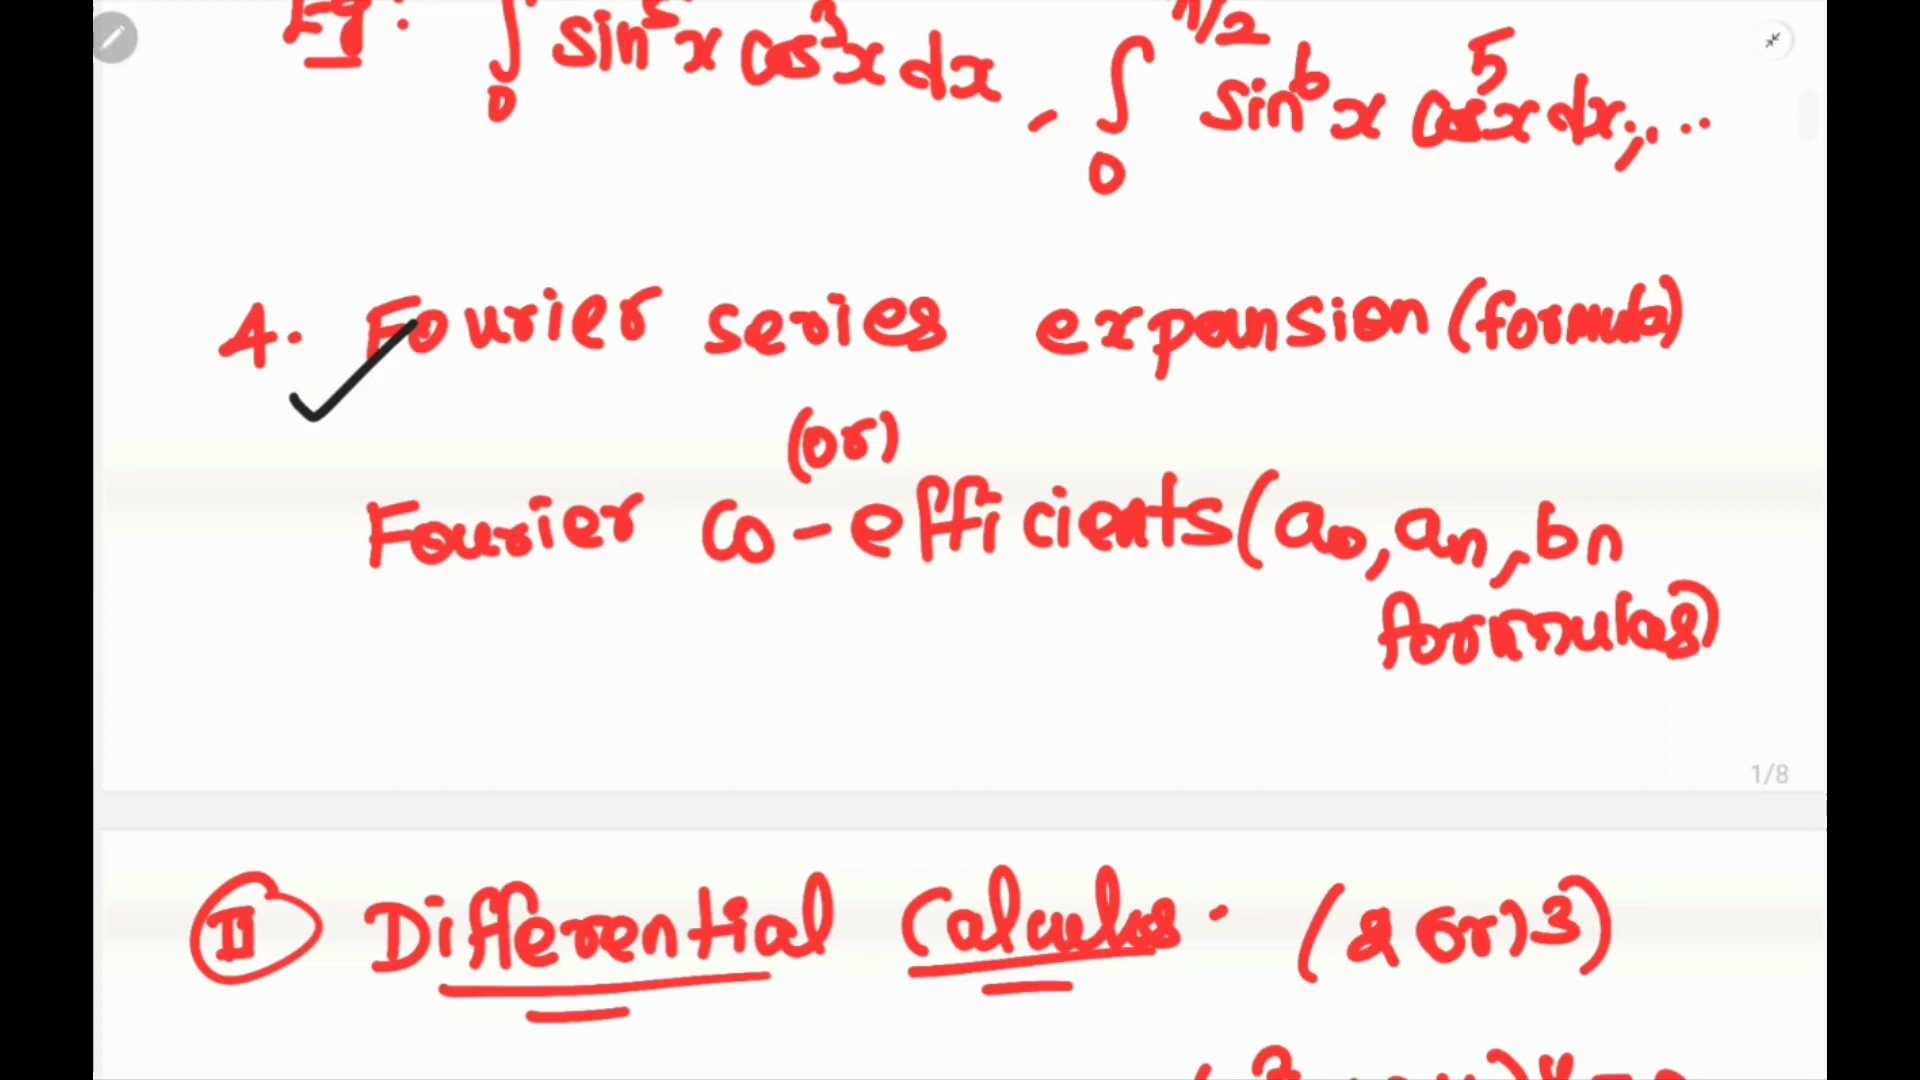 Eg: ∫₀ sin⁵x cos³x dx, ∫₀^π/2 sin⁶x cos⁵x dx, ...
4. Fourier series expansion (formula)
(or)
Fourier Co-efficients (a₀, aₙ, bₙ
formulas)
1/8
II Differential Calculus. (2 (or) 3)